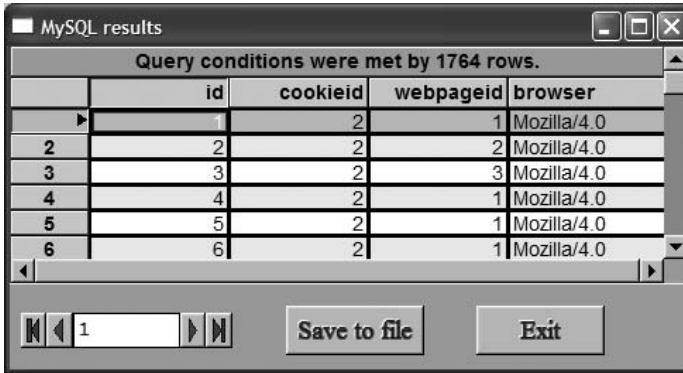 MySQL results
Query conditions were met by 1764 rows.
id cookieid webpageid browser
1 2 1 Mozilla/4.0
2 2 2 2 Mozilla/4.0
3 3 2 3 Mozilla/4.0
4 4 2 1 Mozilla/4.0
5 5 2 1 Mozilla/4.0
6 6 2 1 Mozilla/4.0
1 Save to file Exit